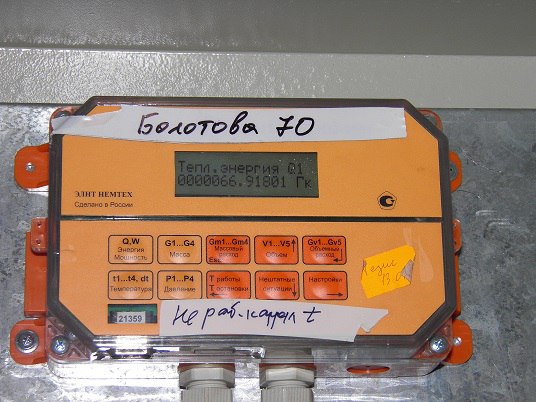 Болотова 70
Тепл.энергия Q1
0000066.91801 Гк
ЭЛИТ НЕМТЕХ
Сделано в России
G
Q,W
Энергия
Мощность
G1...G4
Масса
Gm1...Gm4
Массовый
расход
V1...V5
Объем
Gv1...Gv5
Объемный
расход
t1...t4, dt
Температура
P1...P4
Давление
Т работы
Т остановки
Нештатные
ситуации
Настройки
21359
Не раб. канал t